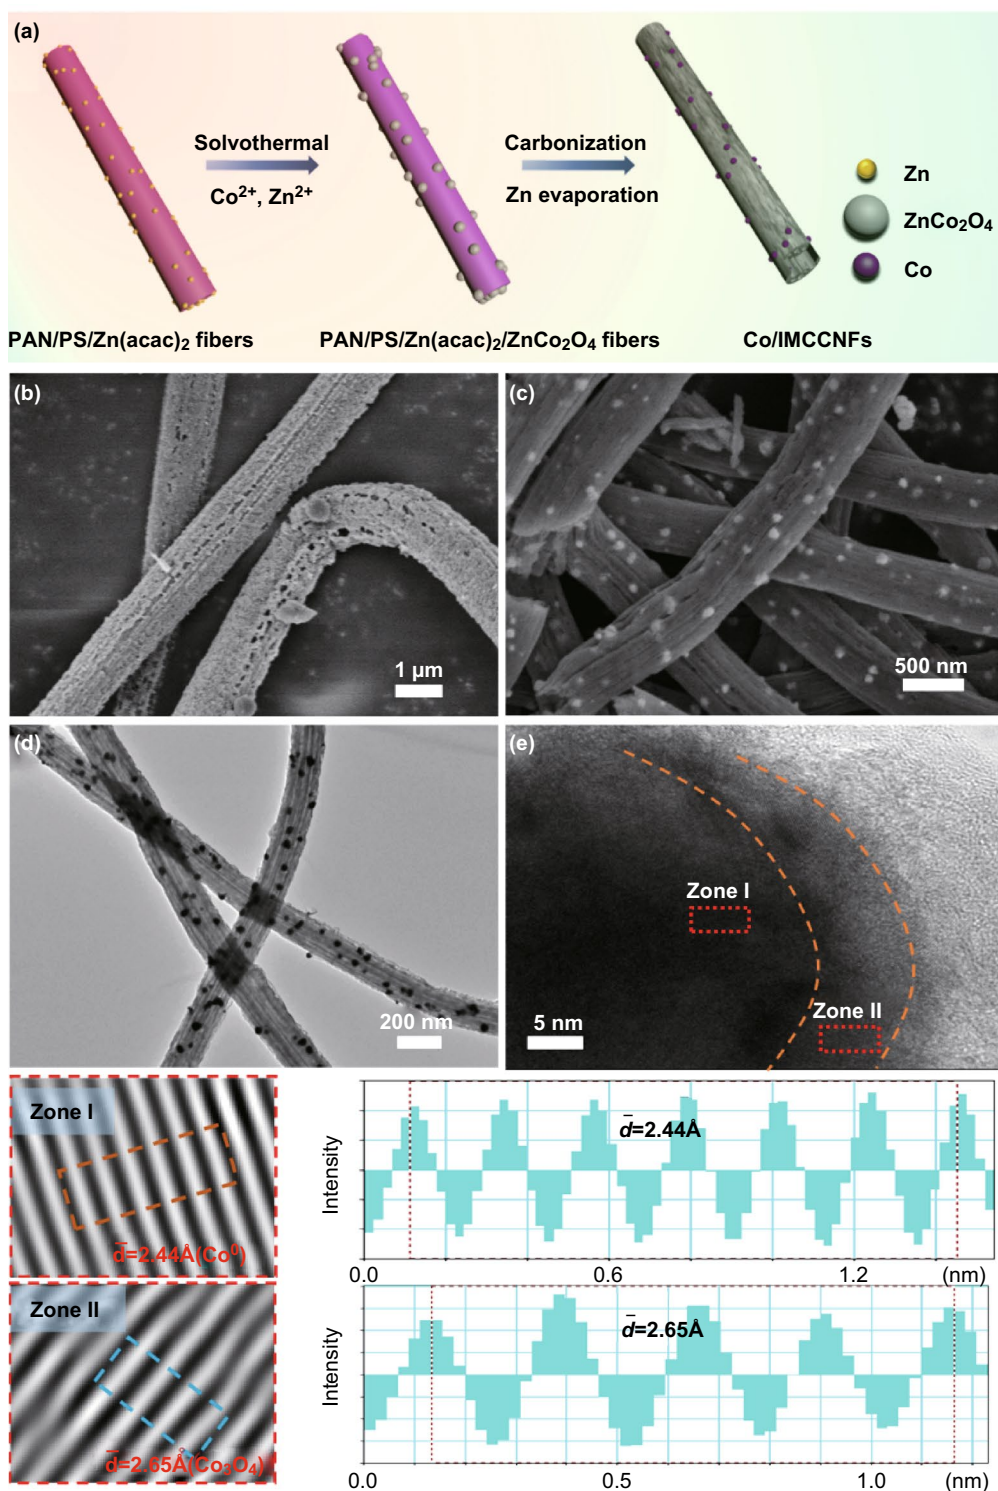 (a)
Solvothermal
Co²⁺, Zn²⁺
Carbonization
Zn evaporation
Zn
ZnCo₂O₄
Co
PAN/PS/Zn(acac)₂ fibers
PAN/PS/Zn(acac)₂/ZnCo₂O₄ fibers
Co/IMCCNFs
(b)
1 μm
(c)
500 nm
(d)
200 nm
(e)
Zone I
Zone II
5 nm
Zone I
d̄=2.44Å(Co⁰)
Intensity
d̄=2.44Å
0.0 0.6 1.2 (nm)
Zone II
d̄=2.65Å(Co₃O₄)
Intensity
d̄=2.65Å
0.0 0.5 1.0 (nm)